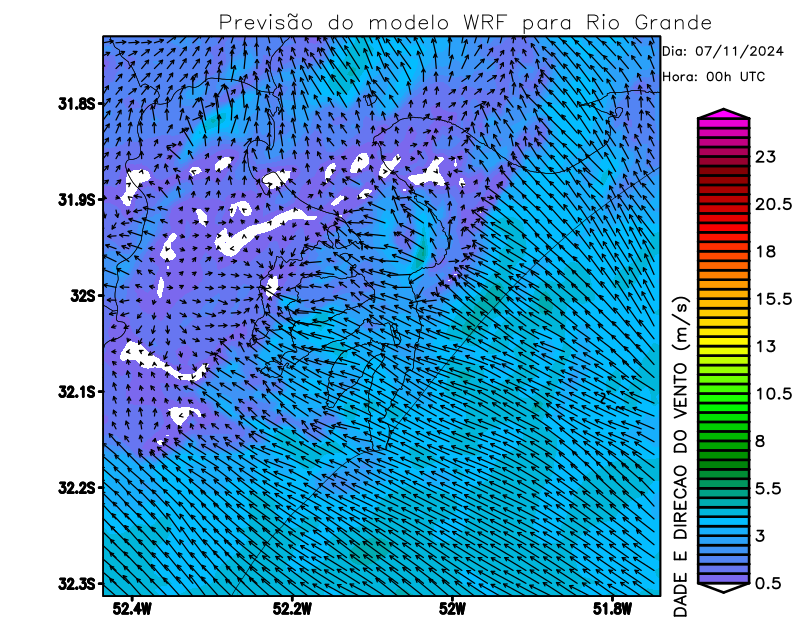 Previsão do modelo WRF para Rio Grande
Dia: 07/11/2024
Hora: 00h UTC
31.8S
31.9S
32S
32.1S
32.2S
32.3S
52.4W
52.2W
52W
51.8W
23
20.5
18
15.5
13
10.5
8
5.5
3
0.5
DADE E DIRECAO DO VENTO (m/s)